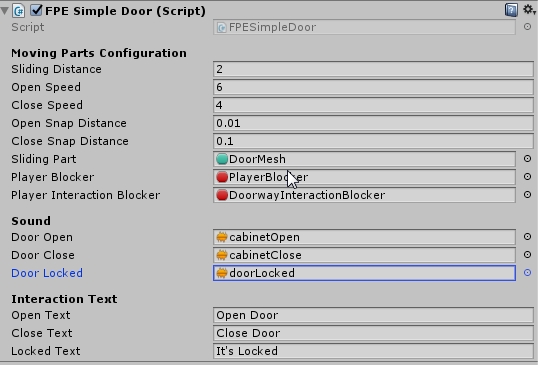 FPE Simple Door (Script)
Script FPESimpleDoor
Moving Parts Configuration
Sliding Distance 2
Open Speed 6
Close Speed 4
Open Snap Distance 0.01
Close Snap Distance 0.1
Sliding Part DoorMesh
Player Blocker PlayerBlocker
Player Interaction Blocker DoorwayInteractionBlocker
Sound
Door Open cabinetOpen
Door Close cabinetClose
Door Locked doorLocked
Interaction Text
Open Text Open Door
Close Text Close Door
Locked Text It's Locked